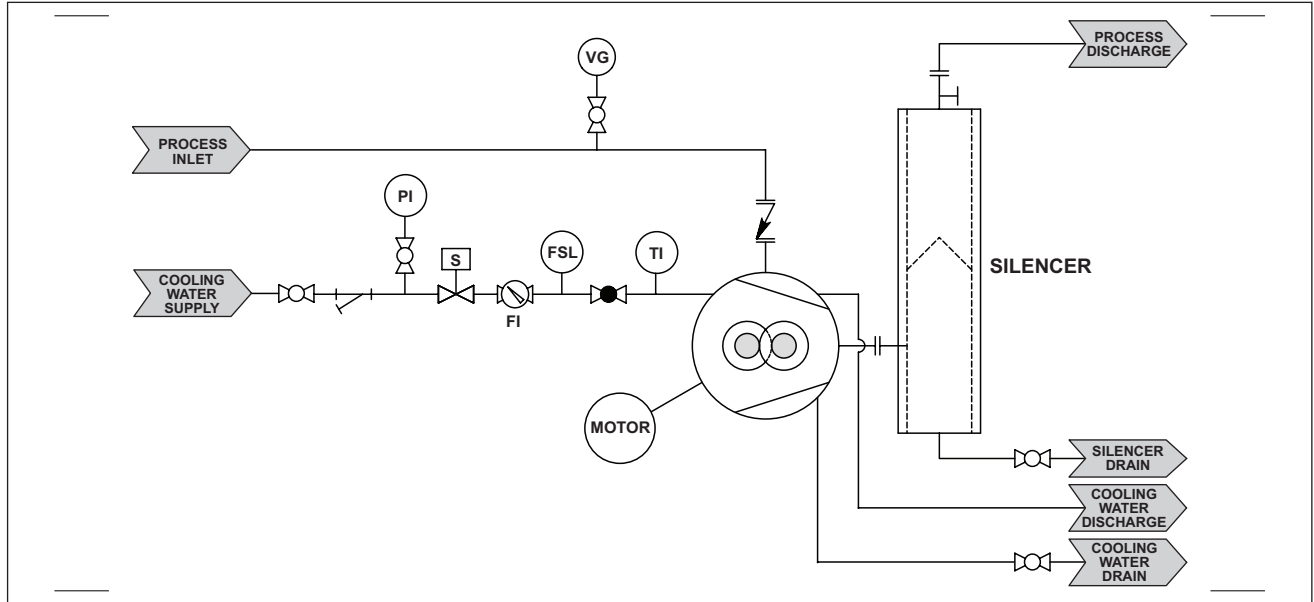 PROCESS
DISCHARGE
VG
PROCESS
INLET
PI
S
FSL
TI
COOLING
WATER
SUPPLY
FI
SILENCER
MOTOR
SILENCER
DRAIN
COOLING
WATER
DISCHARGE
COOLING
WATER
DRAIN